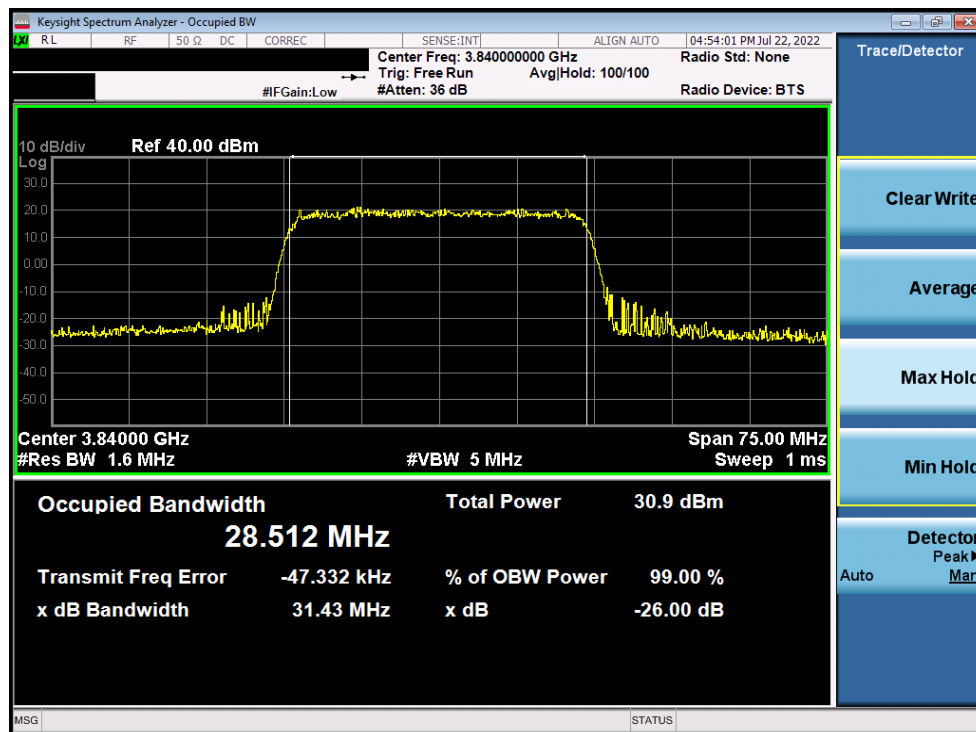 Keysight Spectrum Analyzer - Occupied BW
LXI RL RF 50 Ω DC CORREC SENSE:INT ALIGN AUTO 04:54:01 PM Jul 22, 2022
Center Freq: 3.840000000 GHz Radio Std: None
Trig: Free Run Avg|Hold: 100/100
#IFGain:Low #Atten: 36 dB Radio Device: BTS
10 dB/div Ref 40.00 dBm
Log
30.0
20.0
10.0
0.00
-10.0
-20.0
-30.0
-40.0
-50.0
Center 3.84000 GHz Span 75.00 MHz
#Res BW 1.6 MHz #VBW 5 MHz Sweep 1 ms
Occupied Bandwidth Total Power 30.9 dBm
28.512 MHz
Transmit Freq Error -47.332 kHz % of OBW Power 99.00 %
x dB Bandwidth 31.43 MHz x dB -26.00 dB
MSG STATUS
Trace/Detector
Clear Write
Average
Max Hold
Min Hold
Detector
Peak
Auto Man